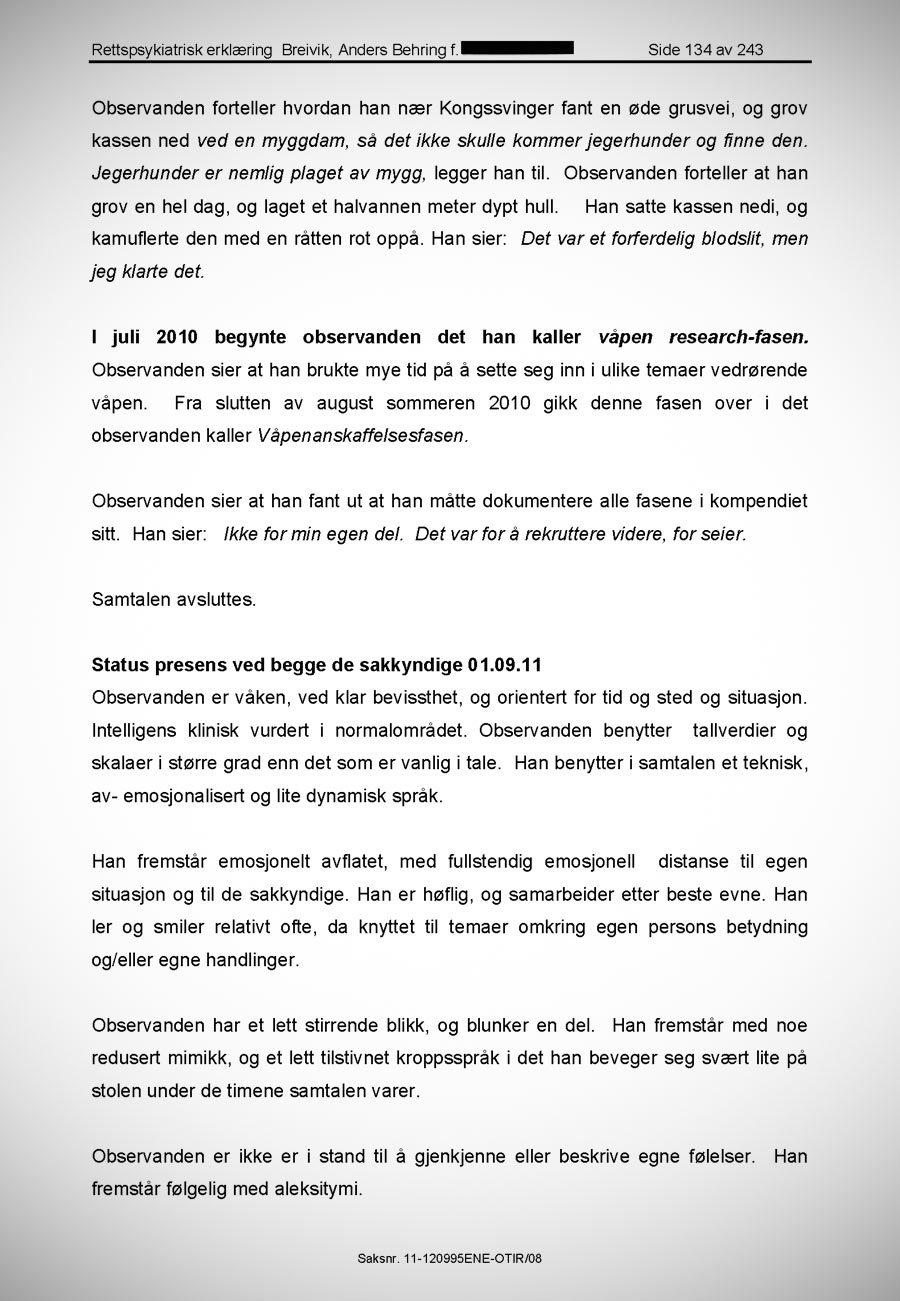 Rettspsykiatrisk erklæring Breivik, Anders Behring f. Side 134 av 243
Observanden forteller hvordan han nær Kongssvinger fant en øde grusvei, og grov
kassen ned ved en myggdam, så det ikke skulle kommer jegerhunder og finne den.
Jegerhunder er nemlig plaget av mygg, legger han til. Observanden forteller at han
grov en hel dag, og laget et halvannen meter dypt hull. Han satte kassen nedi, og
kamuflerte den med en råtten rot oppå. Han sier: Det var et forferdelig blodslit, men
jeg klarte det.
I juli 2010 begynte observanden det han kaller våpen research-fasen.
Observanden sier at han brukte mye tid på å sette seg inn i ulike temaer vedrørende
våpen. Fra slutten av august sommeren 2010 gikk denne fasen over i det
observanden kaller Våpenanskaffelsesfasen.
Observanden sier at han fant ut at han måtte dokumentere alle fasene i kompendiet
sitt. Han sier: Ikke for min egen del. Det var for å rekruttere videre, for seier.
Samtalen avsluttes.
Status presens ved begge de sakkyndige 01.09.11
Observanden er våken, ved klar bevissthet, og orientert for tid og sted og situasjon.
Intelligens klinisk vurdert i normalområdet. Observanden benytter tallverdier og
skalaer i større grad enn det som er vanlig i tale. Han benytter i samtalen et teknisk,
av- emosjonalisert og lite dynamisk språk.
Han fremstår emosjonelt avflatet, med fullstendig emosjonell distanse til egen
situasjon og til de sakkyndige. Han er høflig, og samarbeider etter beste evne. Han
ler og smiler relativt ofte, da knyttet til temaer omkring egen persons betydning
og/eller egne handlinger.
Observanden har et lett stirrende blikk, og blunker en del. Han fremstår med noe
redusert mimikk, og et lett tilstivnet kroppsspråk i det han beveger seg svært lite på
stolen under de timene samtalen varer.
Observanden er ikke er i stand til å gjenkjenne eller beskrive egne følelser. Han
fremstår følgelig med aleksitymi.
Saksnr. 11-120995ENE-OTIR/08